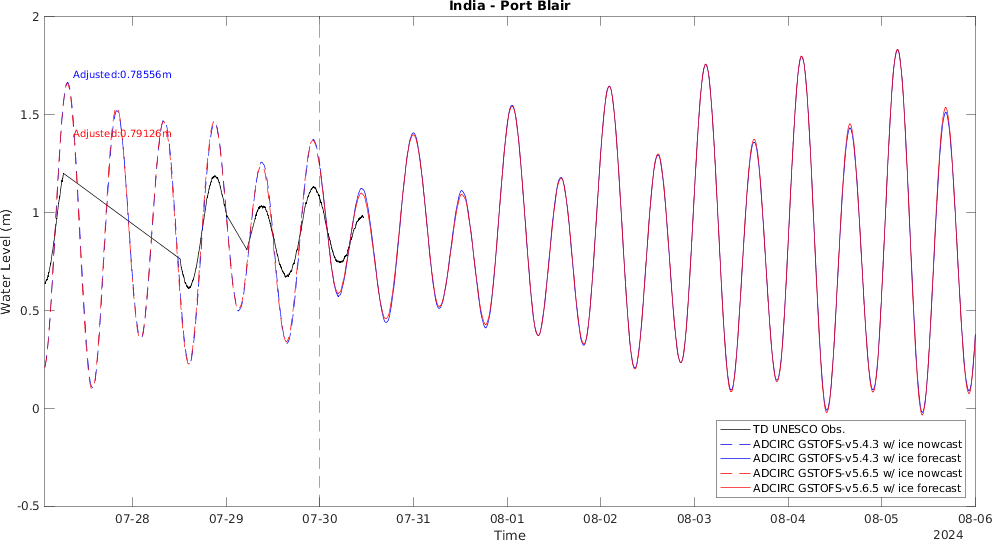 India - Port Blair
2
1.5
1
0.5
0
-0.5
Water Level (m)
Adjusted:0.78556m
Adjusted:0.79126m
TD UNESCO Obs.
ADCIRC GSTOFS-v5.4.3 w/ ice nowcast
ADCIRC GSTOFS-v5.4.3 w/ ice forecast
ADCIRC GSTOFS-v5.6.5 w/ ice nowcast
ADCIRC GSTOFS-v5.6.5 w/ ice forecast
07-28 07-29 07-30 07-31 08-01 08-02 08-03 08-04 08-05 08-06
Time
2024